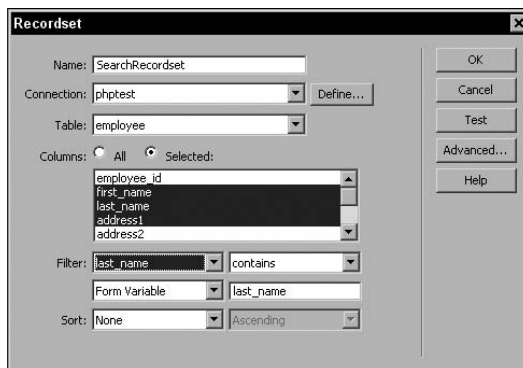 Recordset
Name: SearchRecordset
Connection: phptest Define...
Table: employee
Columns: All Selected:
employee_id
first_name
last_name
address1
address2
Filter: last_name contains
Form Variable last_name
Sort: None Ascending
OK
Cancel
Test
Advanced...
Help